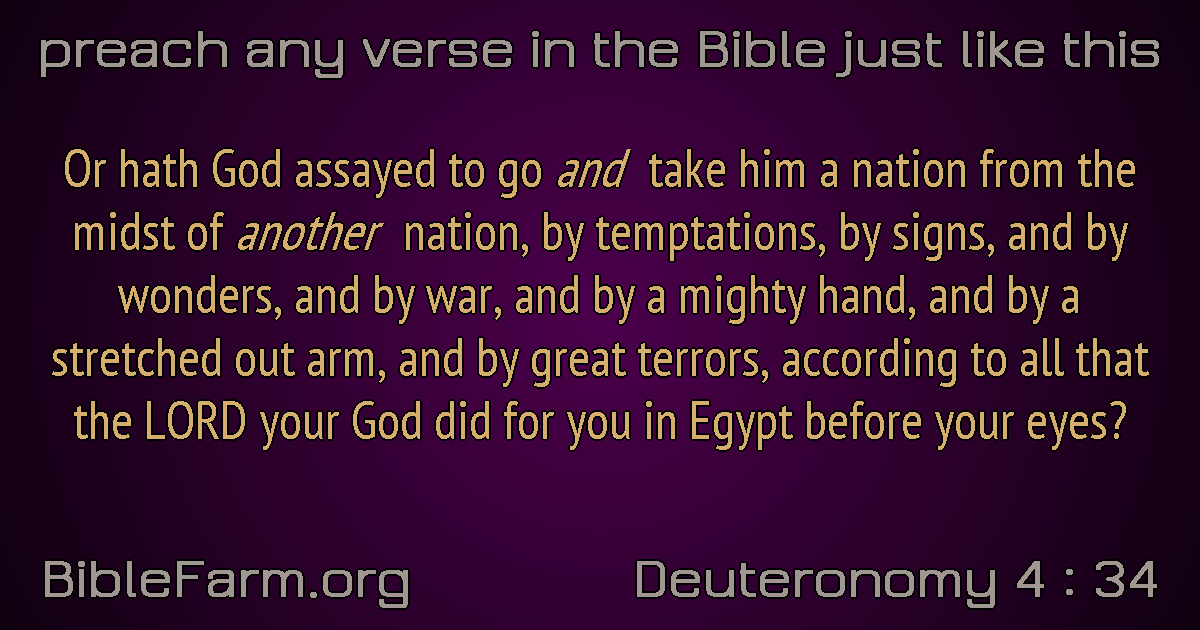 preach any verse in the Bible just like this
Or hath God assayed to go and take him a nation from the
midst of another nation, by temptations, by signs, and by
wonders, and by war, and by a mighty hand, and by a
stretched out arm, and by great terrors, according to all that
the LORD your God did for you in Egypt before your eyes?
BibleFarm.org
Deuteronomy 4 : 34